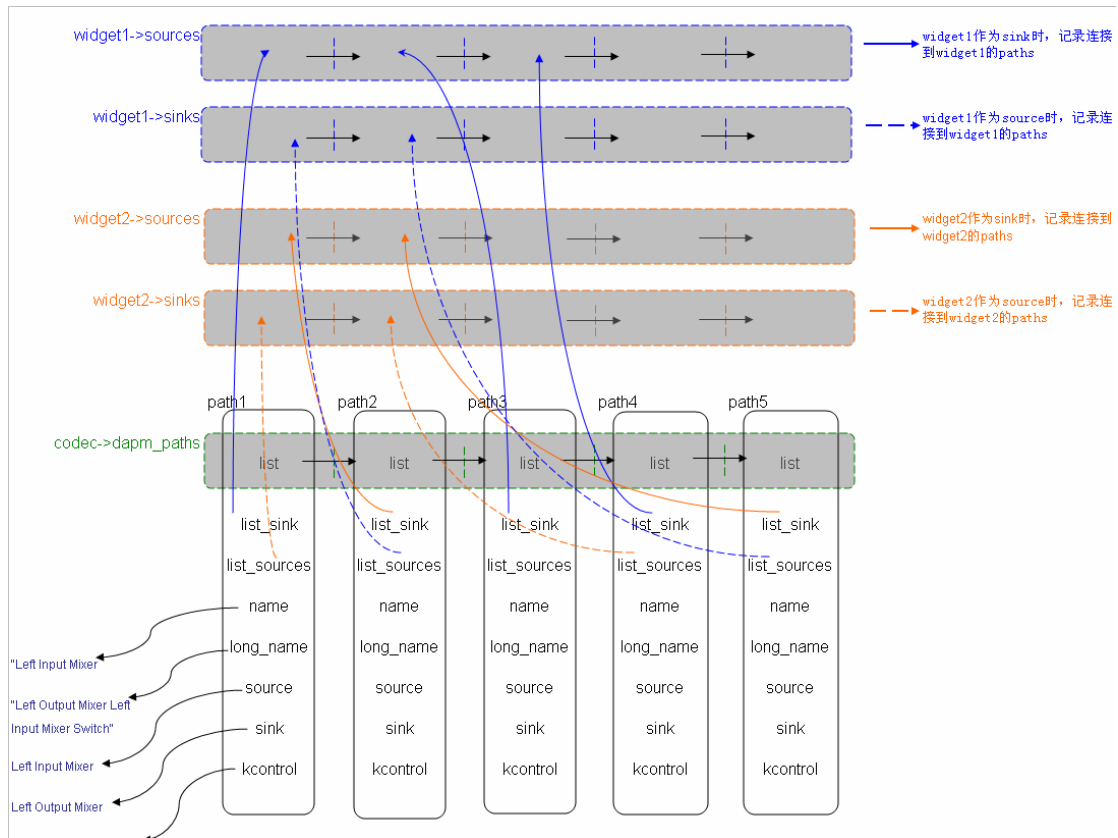 widget1->sources
widget1作为sink时，记录连接
到widget1的paths
widget1->sinks
widget1作为source时，记录
连接到widget1的paths
widget2->sources
widget2作为sink时，记录连接到
widget2的paths
widget2->sinks
widget2作为source时，记录连
接到widget2的paths
path1 path2 path3 path4 path5
codec->dapm_paths
list list list list list
list_sink list_sink list_sink list_sink list_sink
list_sources list_sources list_sources list_sources list_sources
name name name name name
long_name long_name long_name long_name long_name
"Left Input Mixer
source source source source source
"Left Output Mixer Left
Input Mixer Switch"
sink sink sink sink sink
Left Input Mixer
kcontrol kcontrol kcontrol kcontrol kcontrol
Left Output Mixer